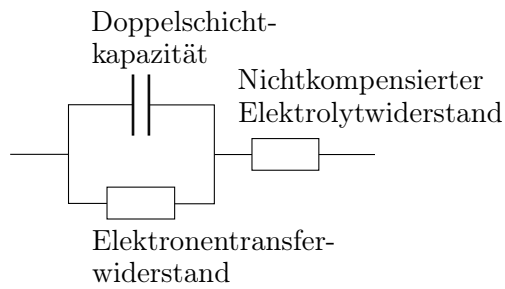 Doppelschicht-
kapazität
Nichtkompensierter
Elektrolytwiderstand
Elektronentransfer-
widerstand